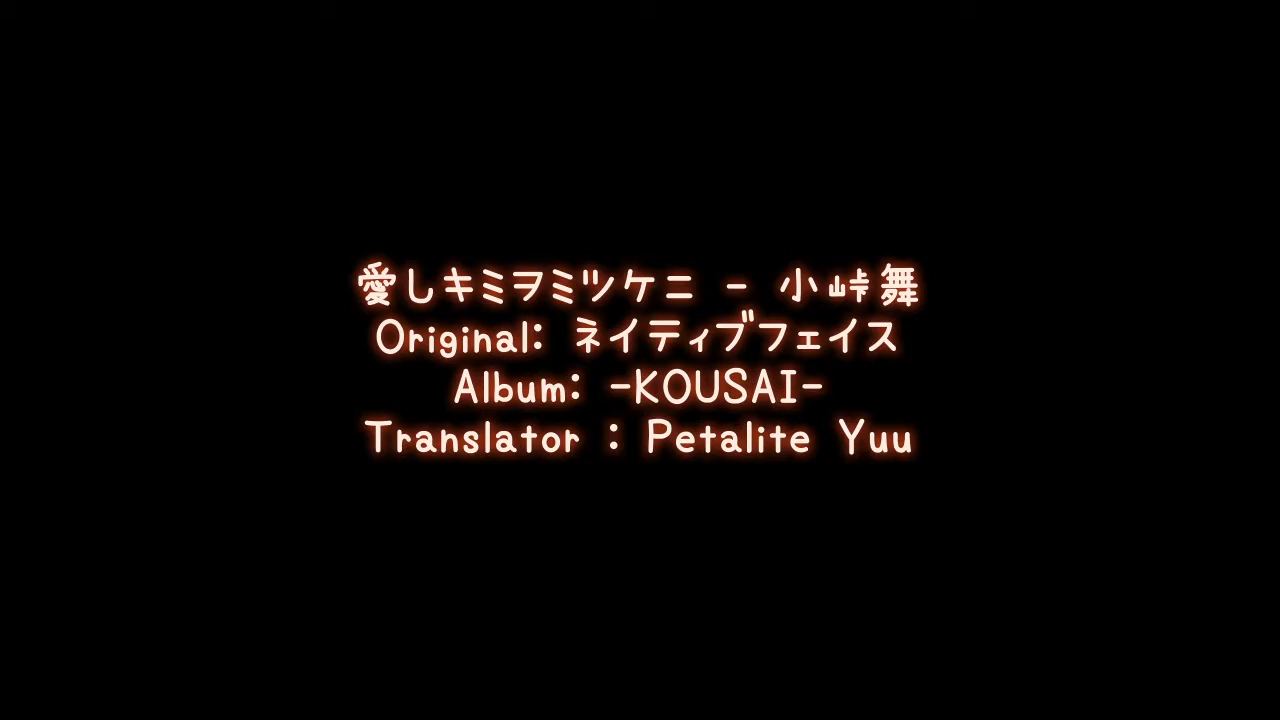 愛しキミヲミツケニ - 小峠舞
Original: ネイティブフェイス
Album: -KOUSAI-
Translator : Petalite Yuu